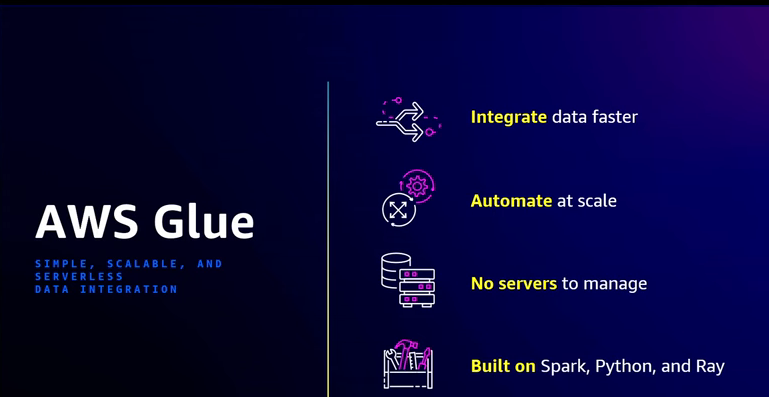 AWS Glue
SIMPLE, SCALABLE, AND
SERVERLESS
DATA INTEGRATION
Integrate data faster
Automate at scale
No servers to manage
Built on Spark, Python, and Ray